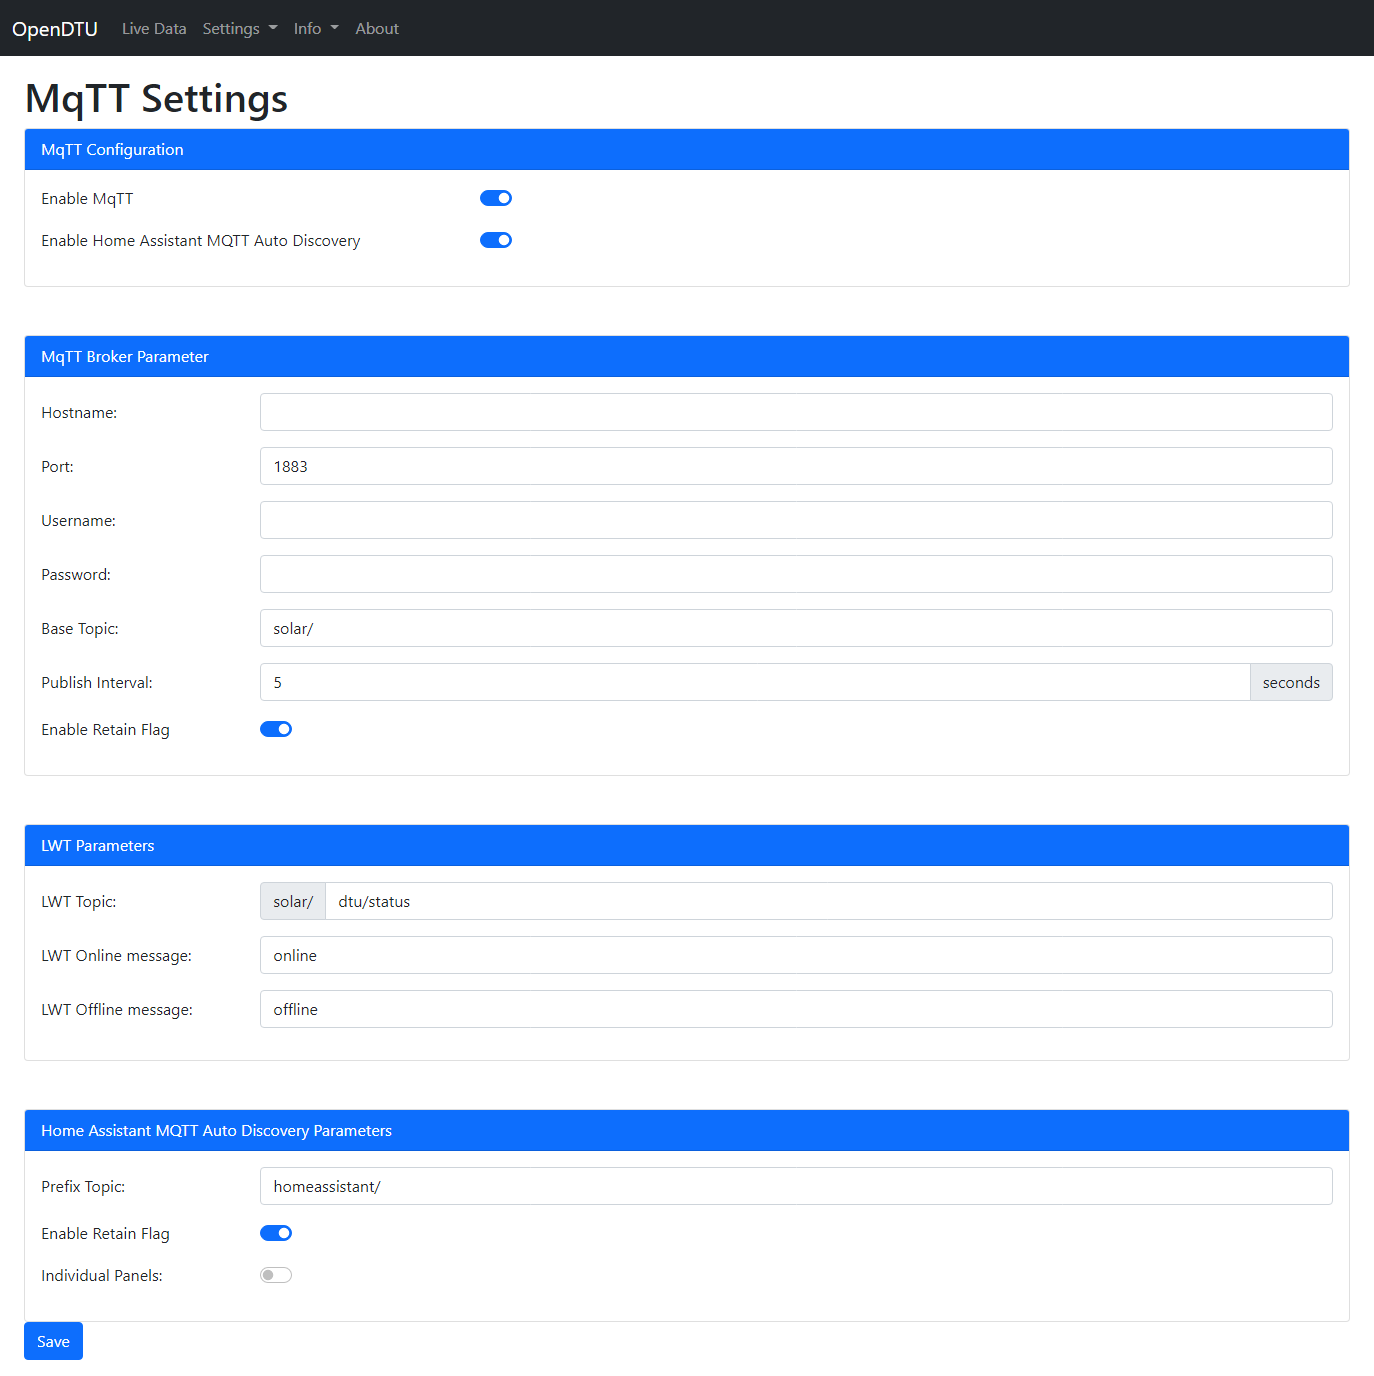 OpenDTU Live Data Settings Info About
MqTT Settings
MqTT Configuration
Enable MqTT
Enable Home Assistant MQTT Auto Discovery
MqTT Broker Parameter
Hostname:
Port: 1883
Username:
Password:
Base Topic: solar/
Publish Interval: 5 seconds
Enable Retain Flag
LWT Parameters
LWT Topic: solar/ dtu/status
LWT Online message: online
LWT Offline message: offline
Home Assistant MQTT Auto Discovery Parameters
Prefix Topic: homeassistant/
Enable Retain Flag
Individual Panels:
Save